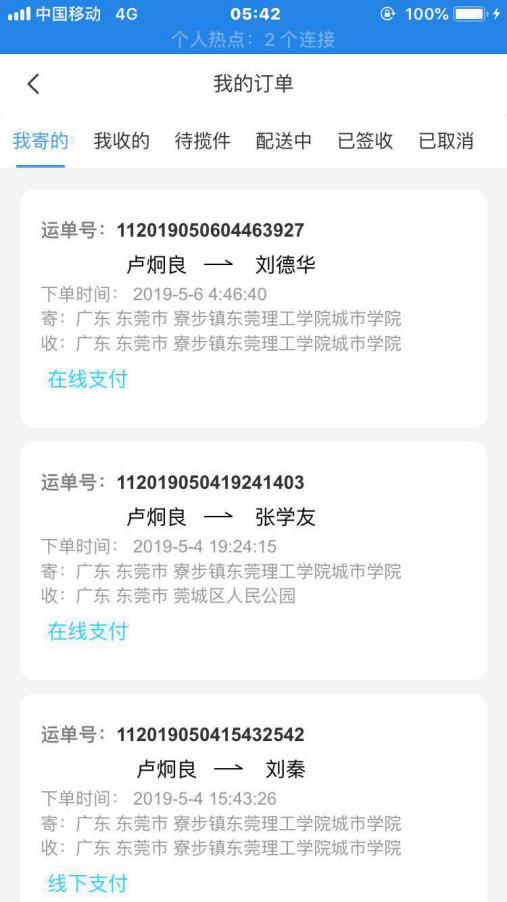 中国移动 4G 05:42 100%
个人热点：2 个连接
我的订单
我寄的 我收的 待揽件 配送中 已签收 已取消
运单号：112019050604463927
卢炯良 → 刘德华
下单时间： 2019-5-6 4:46:40
寄：广东 东莞市 寮步镇东莞理工学院城市学院
收：广东 东莞市 寮步镇东莞理工学院城市学院
在线支付
运单号：112019050419241403
卢炯良 → 张学友
下单时间： 2019-5-4 19:24:15
寄：广东 东莞市 寮步镇东莞理工学院城市学院
收：广东 东莞市 莞城区人民公园
在线支付
运单号：112019050415432542
卢炯良 → 刘秦
下单时间： 2019-5-4 15:43:26
寄：广东 东莞市 寮步镇东莞理工学院城市学院
收：广东 东莞市 寮步镇东莞理工学院城市学院
线下支付